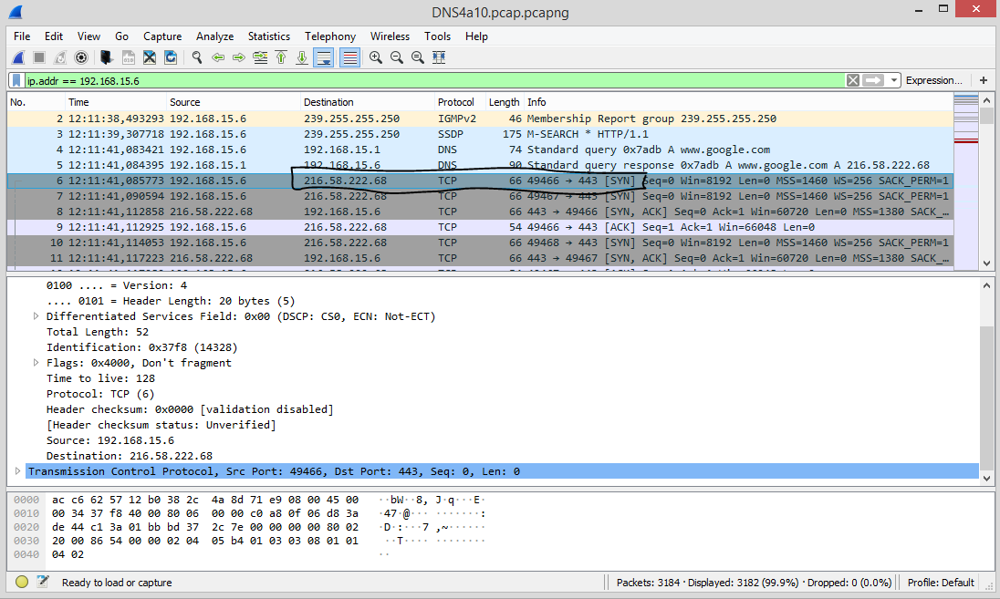 DNS4a10.pcap.pcapng
File Edit View Go Capture Analyze Statistics Telephony Wireless Tools Help
ip.addr == 192.168.15.6 Expression... +
No. Time Source Destination Protocol Length Info
2 12:11:38,493293 192.168.15.6 239.255.255.250 IGMPv2 46 Membership Report group 239.255.255.250
3 12:11:39,307718 192.168.15.6 239.255.255.250 SSDP 175 M-SEARCH * HTTP/1.1
4 12:11:41,083421 192.168.15.6 192.168.15.1 DNS 74 Standard query 0x7adb A www.google.com
5 12:11:41,084395 192.168.15.1 192.168.15.6 DNS 90 Standard query response 0x7adb A www.google.com A 216.58.222.68
6 12:11:41,085773 192.168.15.6 216.58.222.68 TCP 66 49466 → 443 [SYN] Seq=0 Win=8192 Len=0 MSS=1460 WS=256 SACK_PERM=1
7 12:11:41,090594 192.168.15.6 216.58.222.68 TCP 66 49467 → 443 [SYN] Seq=0 Win=8192 Len=0 MSS=1460 WS=256 SACK_PERM=1
8 12:11:41,112858 216.58.222.68 192.168.15.6 TCP 66 443 → 49466 [SYN, ACK] Seq=0 Ack=1 Win=60720 Len=0 MSS=1380 SACK_…
9 12:11:41,112925 192.168.15.6 216.58.222.68 TCP 54 49466 → 443 [ACK] Seq=1 Ack=1 Win=66048 Len=0
10 12:11:41,114053 192.168.15.6 216.58.222.68 TCP 66 49468 → 443 [SYN] Seq=0 Win=8192 Len=0 MSS=1460 WS=256 SACK_PERM=1
11 12:11:41,117223 216.58.222.68 192.168.15.6 TCP 66 443 → 49467 [SYN, ACK] Seq=0 Ack=1 Win=60720 Len=0 MSS=1380 SACK_…
0100 .... = Version: 4
.... 0101 = Header Length: 20 bytes (5)
Differentiated Services Field: 0x00 (DSCP: CS0, ECN: Not-ECT)
Total Length: 52
Identification: 0x37f8 (14328)
Flags: 0x4000, Don't fragment
Time to live: 128
Protocol: TCP (6)
Header checksum: 0x0000 [validation disabled]
[Header checksum status: Unverified]
Source: 192.168.15.6
Destination: 216.58.222.68
Transmission Control Protocol, Src Port: 49466, Dst Port: 443, Seq: 0, Len: 0
0000 ac c6 62 57 12 b0 38 2c 4a 8d 71 e9 08 00 45 00 ··bW··8, J·q···E·
0010 00 34 37 f8 40 00 80 06 00 00 c0 a8 0f 06 d8 3a ·47·@··· ·······:
0020 de 44 c1 3a 01 bb bd 37 2c 7e 00 00 00 00 80 02 ·D·:···7 ,~······
0030 20 00 86 54 00 00 02 04 05 b4 01 03 03 08 01 01 ··T···· ········
0040 04 02 ··
Ready to load or capture Packets: 3184 · Displayed: 3182 (99.9%) · Dropped: 0 (0.0%) Profile: Default